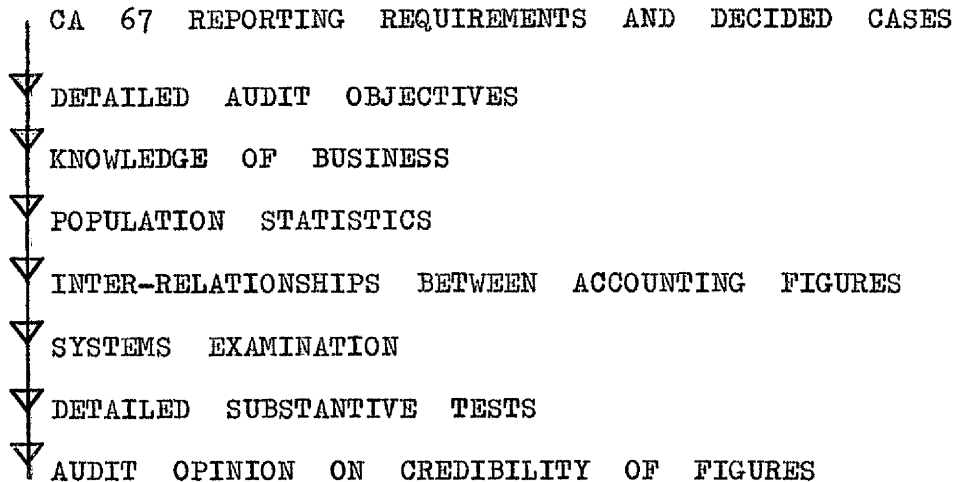 CA 67 REPORTING REQUIREMENTS AND DECIDED CASES
DETAILED AUDIT OBJECTIVES
KNOWLEDGE OF BUSINESS
POPULATION STATISTICS
INTER-RELATIONSHIPS BETWEEN ACCOUNTING FIGURES
SYSTEMS EXAMINATION
DETAILED SUBSTANTIVE TESTS
AUDIT OPINION ON CREDIBILITY OF FIGURES